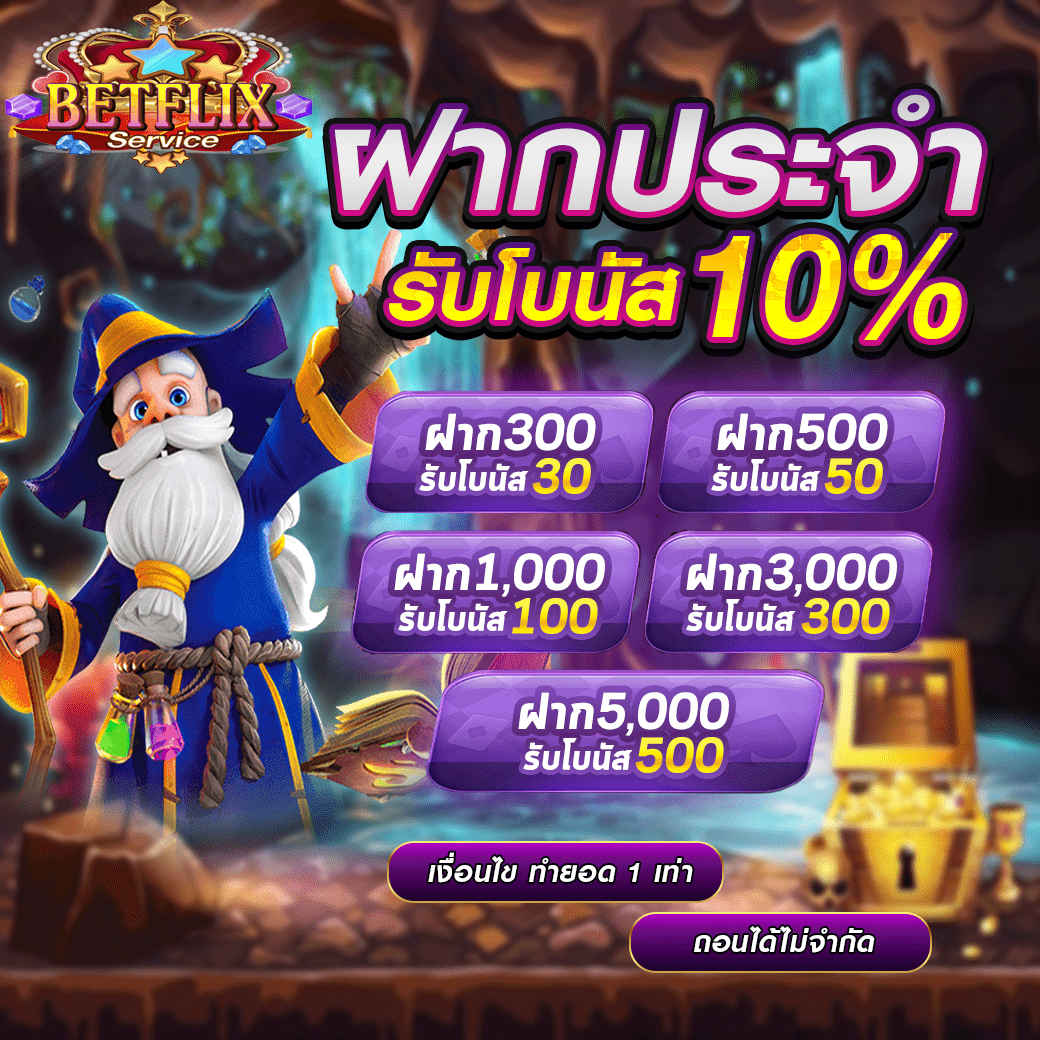 BETFLIX
Service
ฝากประจำ
รับโบนัส 10%
ฝาก300
รับโบนัส 30
ฝาก500
รับโบนัส 50
ฝาก1,000
รับโบนัส 100
ฝาก3,000
รับโบนัส 300
ฝาก5,000
รับโบนัส 500
เงื่อนไข ทำยอด 1 เท่า
ถอนได้ไม่จำกัด